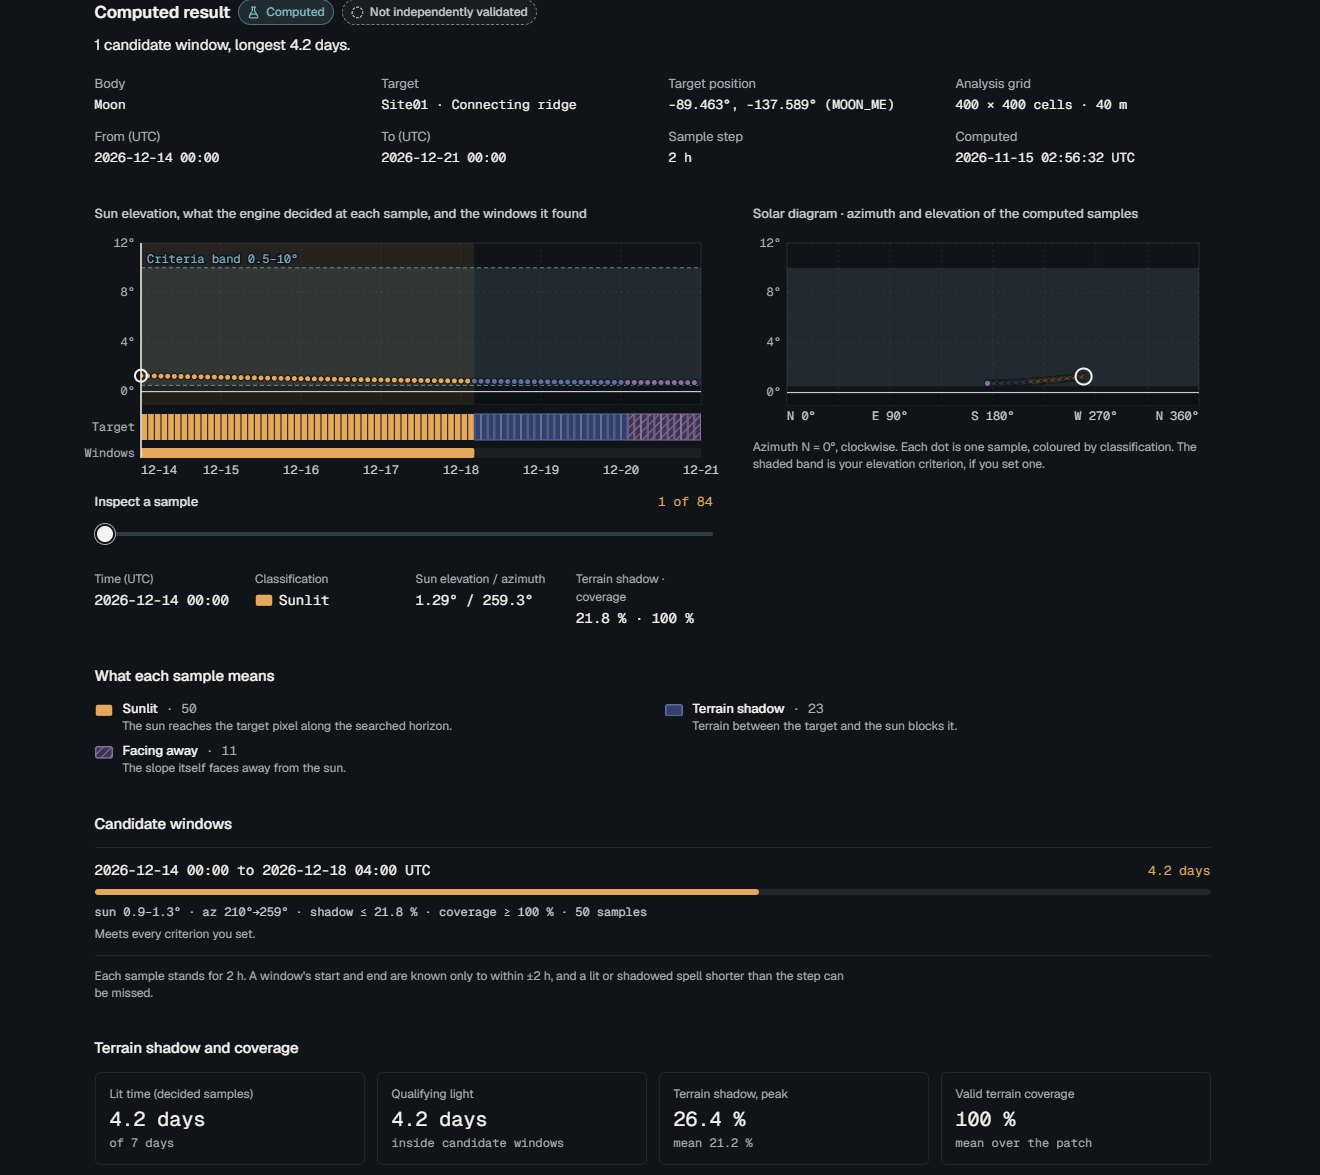 Computed result Computed Not independently validated
1 candidate window, longest 4.2 days.
Body Target Target position Analysis grid
Moon Site01 · Connecting ridge -89.463°, -137.589° (MOON_ME) 400 × 400 cells · 40 m
From (UTC) To (UTC) Sample step Computed
2026-12-14 00:00 2026-12-21 00:00 2 h 2026-11-15 02:56:32 UTC
Sun elevation, what the engine decided at each sample, and the windows it found
12°
Criteria band 0.5–10°
8°
4°
0°
Target
Windows
12-14 12-15 12-16 12-17 12-18 12-19 12-20 12-21
Solar diagram · azimuth and elevation of the computed samples
12°
8°
4°
0°
N 0° E 90° S 180° W 270° N 360°
Azimuth N = 0°, clockwise. Each dot is one sample, coloured by classification. The
shaded band is your elevation criterion, if you set one.
Inspect a sample 1 of 84
Time (UTC) Classification Sun elevation / azimuth Terrain shadow ·
coverage
2026-12-14 00:00 Sunlit 1.29° / 259.3°
21.8 % · 100 %
What each sample means
Sunlit · 50
The sun reaches the target pixel along the searched horizon.
Terrain shadow · 23
Terrain between the target and the sun blocks it.
Facing away · 11
The slope itself faces away from the sun.
Candidate windows
2026-12-14 00:00 to 2026-12-18 04:00 UTC 4.2 days
sun 0.9–1.3° · az 210°→259° · shadow ≤ 21.8 % · coverage ≥ 100 % · 50 samples
Meets every criterion you set.
Each sample stands for 2 h. A window's start and end are known only to within ±2 h, and a lit or shadowed spell shorter than the step can
be missed.
Terrain shadow and coverage
Lit time (decided samples)
4.2 days
of 7 days
Qualifying light
4.2 days
inside candidate windows
Terrain shadow, peak
26.4 %
mean 21.2 %
Valid terrain coverage
100 %
mean over the patch